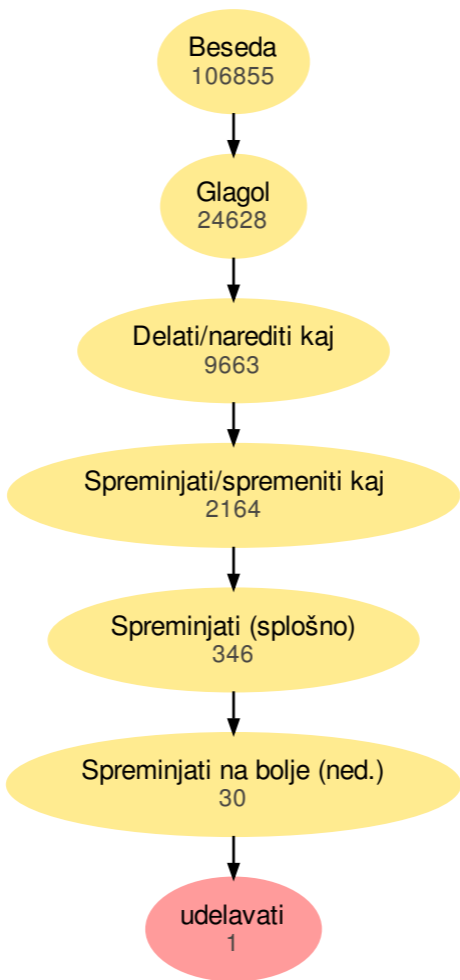 Beseda
106855
Glagol
24628
Delati/narediti kaj
9663
Spreminjati/spremeniti kaj
2164
Spreminjati (splošno)
346
Spreminjati na bolje (ned.)
30
udelavati
1